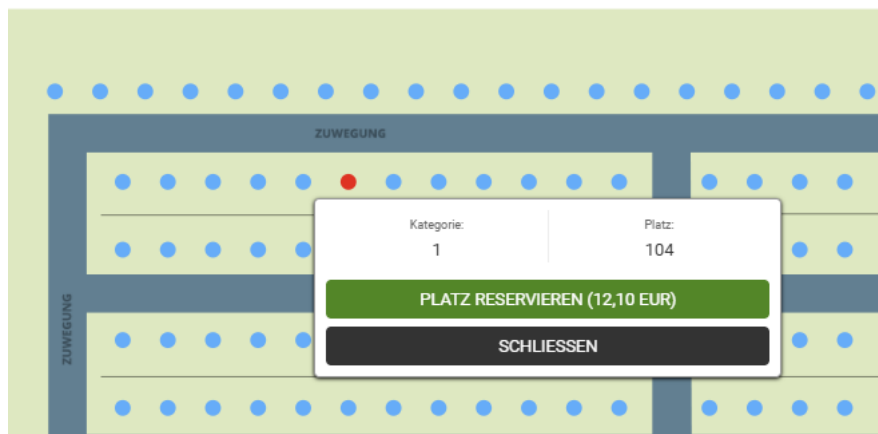 ZUWEGUNG
Kategorie:
1
Platz:
104
PLATZ RESERVIEREN (12,10 EUR)
SCHLIESSEN
ZUWEGUNG